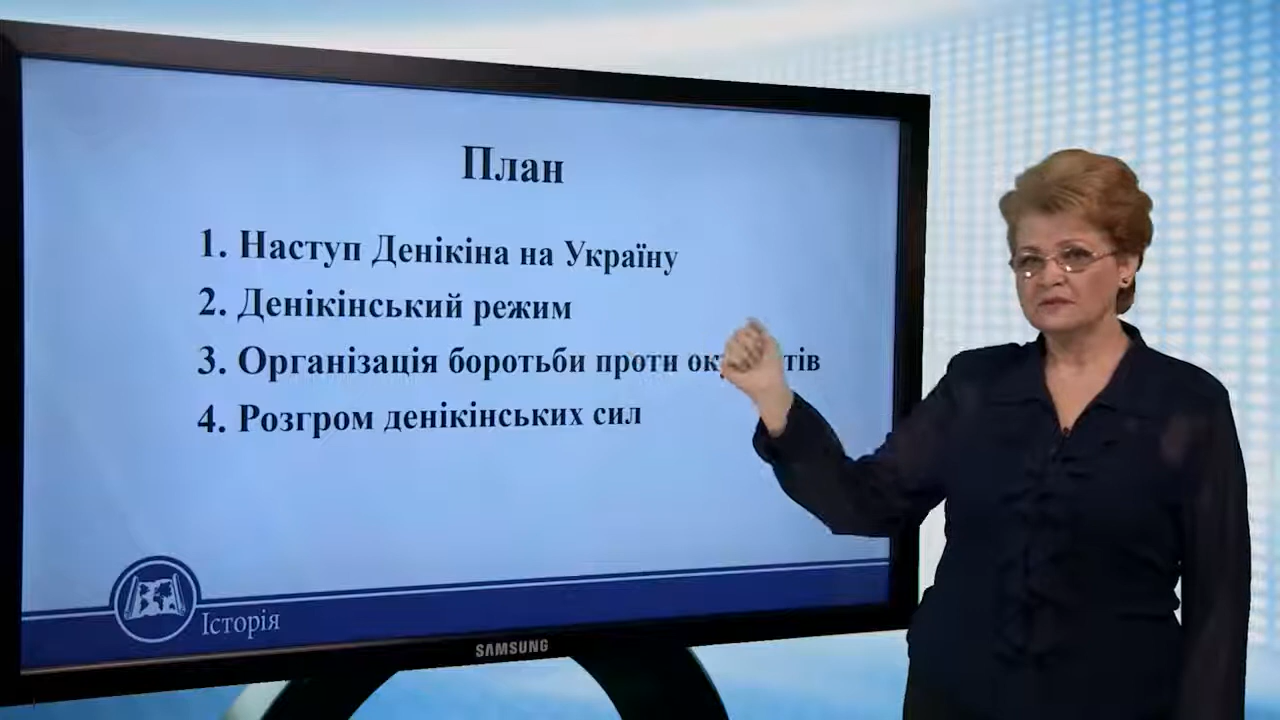 План
1. Наступ Денікіна на Україну
2. Денікінський режим
3. Організація боротьби проти
4. Розгром денікінських сил
Історія
SAMSUNG